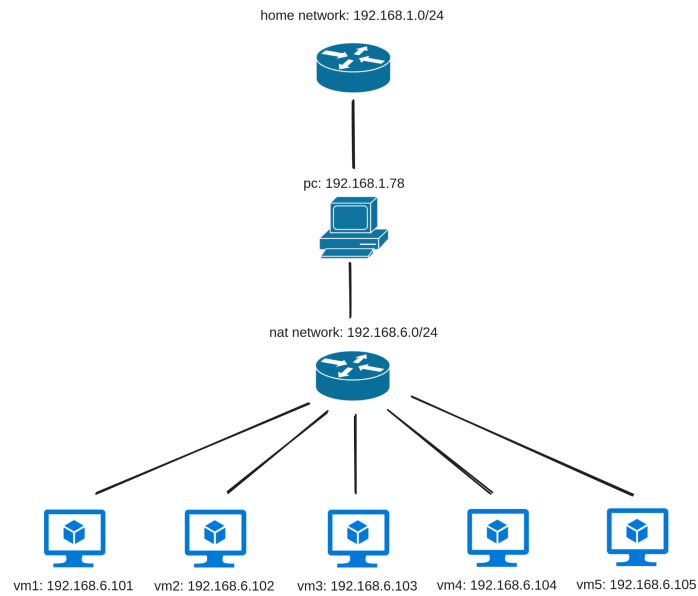 home network: 192.168.1.0/24
pc: 192.168.1.78
nat network: 192.168.6.0/24
vm1: 192.168.6.101
vm2: 192.168.6.102
vm3: 192.168.6.103
vm4: 192.168.6.104
vm5: 192.168.6.105